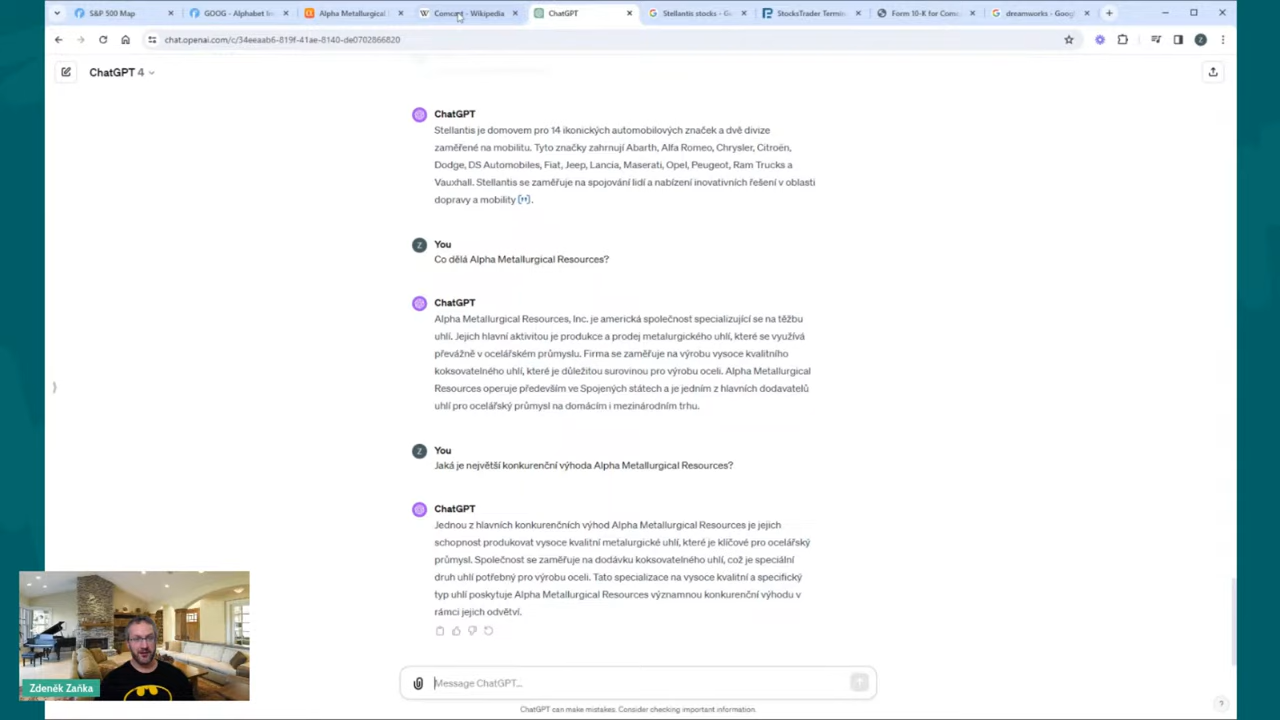 S&P 500 Map
GOOG - Alphabet In
Alpha Metallurgical
Comcast - Wikipedia
ChatGPT
Stellantis stocks - G
StocksTrader Termin
Form 10-K for Comc
dreamworks - Googl
chat.openai.com/c/34eeaab6-819f-41ae-8140-de0702866820
ChatGPT 4
ChatGPT
Stellantis je domovem pro 14 ikonických automobilových značek a dvě divize
zaměřené na mobilitu. Tyto značky zahrnují Abarth, Alfa Romeo, Chrysler, Citroën,
Dodge, DS Automobiles, Fiat, Jeep, Lancia, Maserati, Opel, Peugeot, Ram Trucks a
Vauxhall. Stellantis se zaměřuje na spojování lidí a nabízení inovativních řešení v oblasti
dopravy a mobility ["].
Z
You
Co dělá Alpha Metallurgical Resources?
ChatGPT
Alpha Metallurgical Resources, Inc. je americká společnost specializující se na těžbu
uhlí. Jejich hlavní aktivitou je produkce a prodej metalurgického uhlí, které se využívá
převážně v ocelářském průmyslu. Firma se zaměřuje na výrobu vysoce kvalitního
koksovatelného uhlí, které je důležitou surovinou pro výrobu oceli. Alpha Metallurgical
Resources operuje především ve Spojených státech a je jedním z hlavních dodavatelů
uhlí pro ocelářský průmysl na domácím i mezinárodním trhu.
Z
You
Jaká je největší konkurenční výhoda Alpha Metallurgical Resources?
ChatGPT
Jednou z hlavních konkurenčních výhod Alpha Metallurgical Resources je jejich
schopnost produkovat vysoce kvalitní metalurgické uhlí, které je klíčové pro ocelářský
průmysl. Společnost se zaměřuje na dodávku koksovatelného uhlí, což je speciální
druh uhlí potřebný pro výrobu oceli. Tato specializace na vysoce kvalitní a specifický
typ uhlí poskytuje Alpha Metallurgical Resources významnou konkurenční výhodu v
rámci jejich odvětví.
Message ChatGPT...
ChatGPT can make mistakes. Consider checking important information.
?
Zdeněk Zaňka